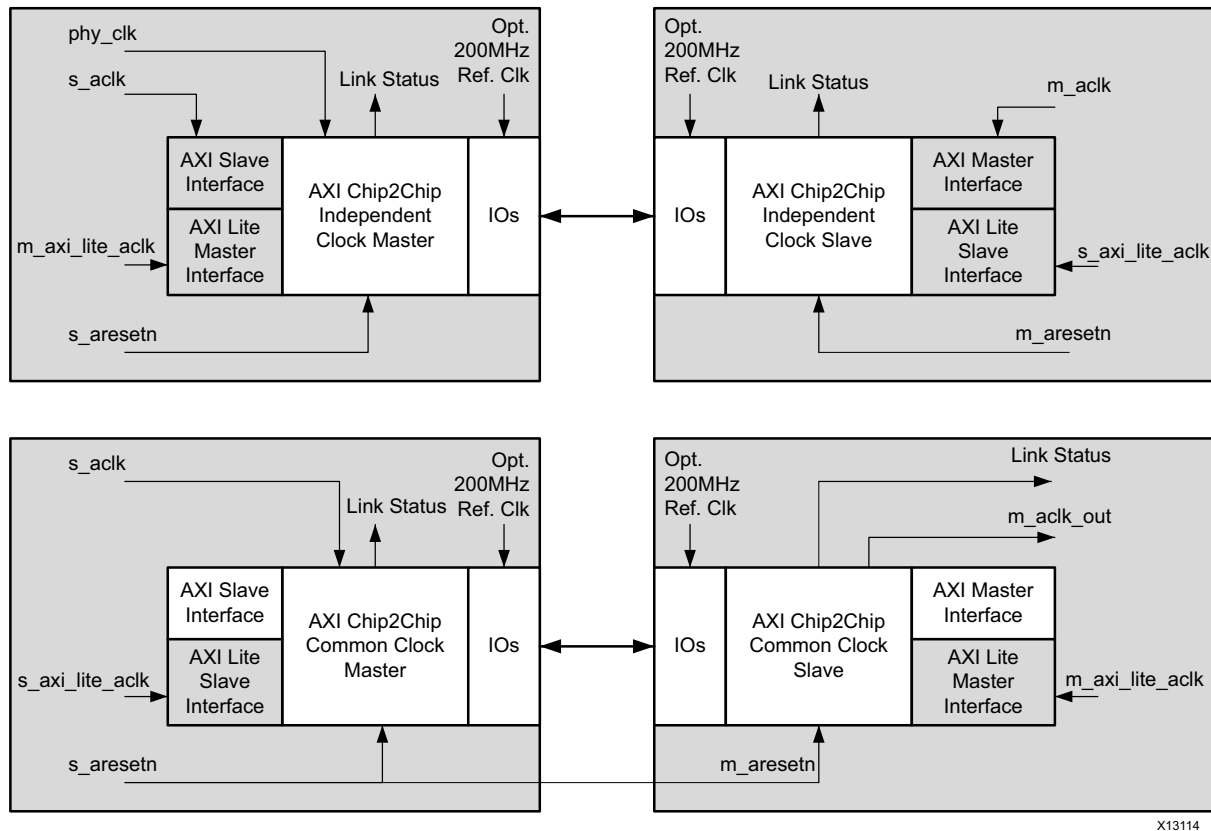 phy_clk
s_aclk
Link Status
Opt.
200MHz
Ref. Clk
AXI Slave
Interface
AXI Lite
Master
Interface
AXI Chip2Chip
Independent
Clock Master
IOs
m_axi_lite_aclk
s_aresetn
Opt.
200MHz
Ref. Clk
Link Status
m_aclk
IOs
AXI Chip2Chip
Independent
Clock Slave
AXI Master
Interface
AXI Lite
Slave
Interface
s_axi_lite_aclk
m_aresetn
s_aclk
Link Status
Opt.
200MHz
Ref. Clk
AXI Slave
Interface
AXI Lite
Slave
Interface
AXI Chip2Chip
Common Clock
Master
IOs
s_axi_lite_aclk
s_aresetn
Opt.
200MHz
Ref. Clk
Link Status
m_aclk_out
IOs
AXI Chip2Chip
Common Clock
Slave
AXI Master
Interface
AXI Lite
Master
Interface
m_axi_lite_aclk
m_aresetn
X13114